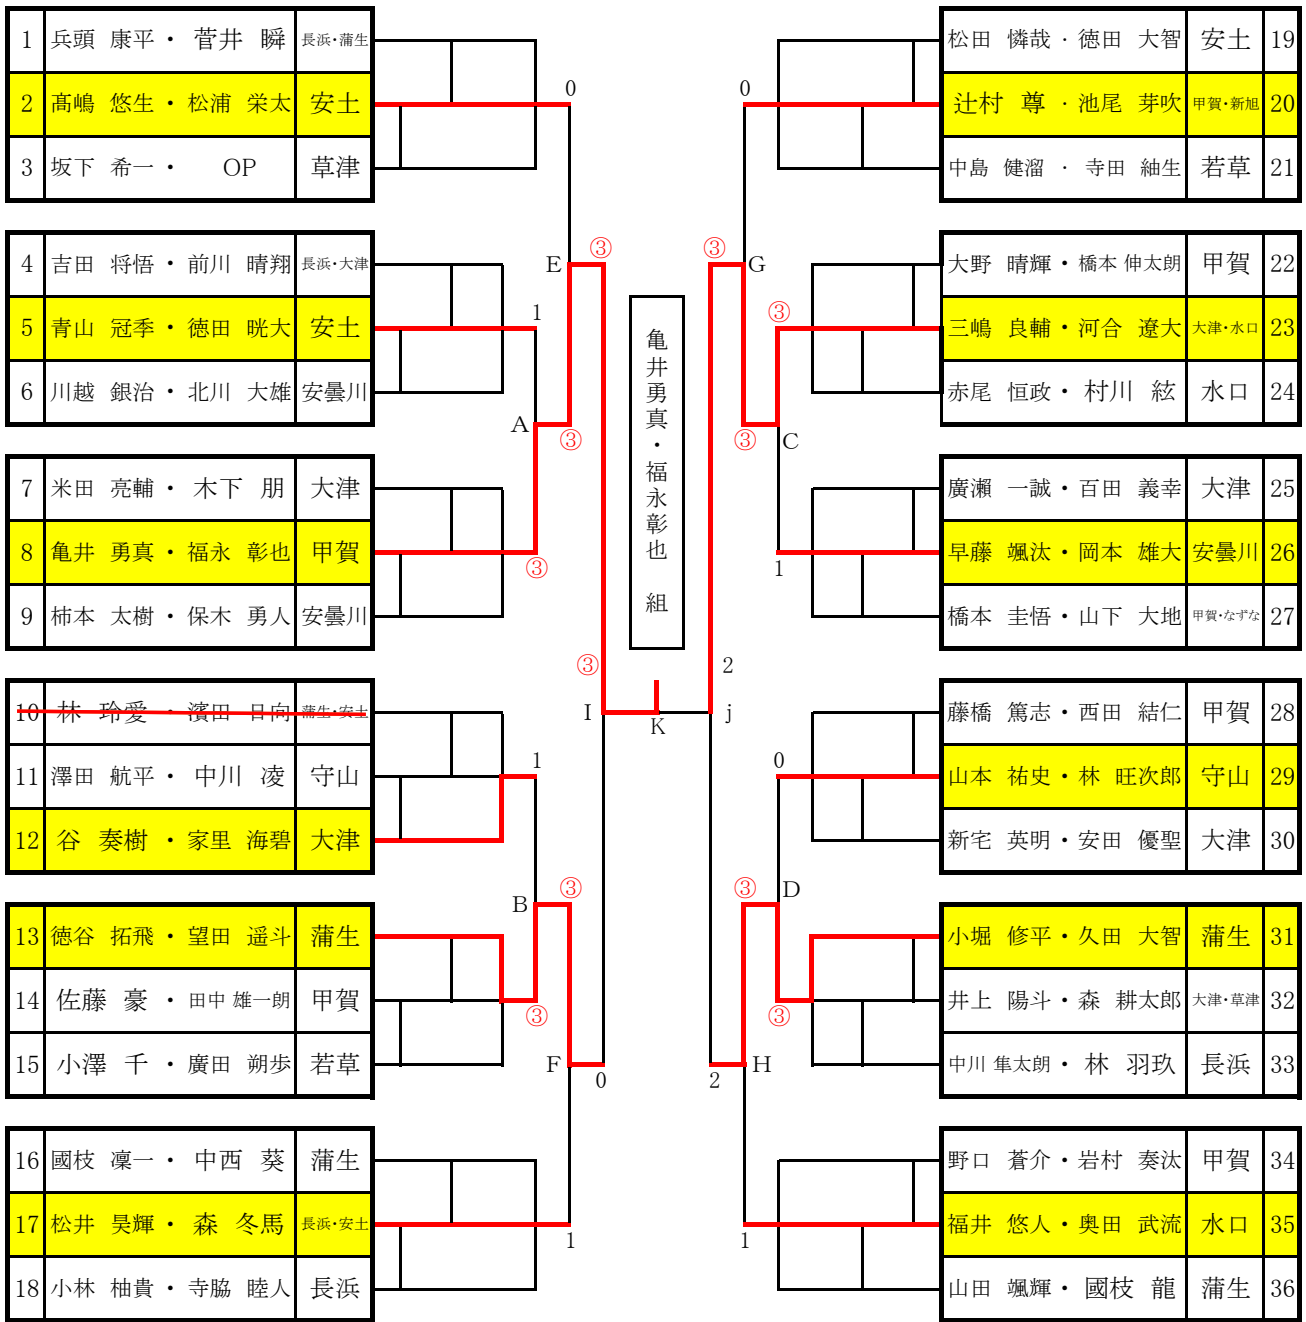 1 兵頭 康平・ 菅井 瞬 長浜・蒲生
2 髙嶋 悠生・松浦 栄太 安土
3 坂下 希一・ OP 草津
4 吉田 将悟・前川 晴翔 長浜・大津
5 青山 冠季・徳田 晄大 安土
6 川越 銀治・北川 大雄 安曇川
7 米田 亮輔・ 木下 朋 大津
8 亀井 勇真・福永 彰也 甲賀
9 柿本 太樹・保木 勇人 安曇川
10 林 玲愛 ・濱田 日向 蒲生・安土
11 澤田 航平・ 中川 凌 守山
12 谷 奏樹 ・家里 海碧 大津
13 徳谷 拓飛・望田 遥斗 蒲生
14 佐藤 豪 ・田中 雄一朗 甲賀
15 小澤 千 ・廣田 朔歩 若草
16 國枝 凜一・ 中西 葵 蒲生
17 松井 昊輝・ 森 冬馬 長浜・安土
18 小林 柚貴・寺脇 睦人 長浜
0
E
③
1
A
③
③
③
I
1
B
③
③
F
0
1
亀井勇真・福永彰也 組
K
0
③
G
③
③
C
1
2
j
0
③
D
③
2
H
1
松田 憐哉・徳田 大智 安土 19
辻村 尊 ・池尾 芽吹 甲賀・新旭 20
中島 健溜 ・ 寺田 紬生 若草 21
大野 晴輝・橋本 伸太朗 甲賀 22
三嶋 良輔・河合 遼大 大津・水口 23
赤尾 恒政・ 村川 絃 水口 24
廣瀬 一誠・百田 義幸 大津 25
早藤 颯汰・岡本 雄大 安曇川 26
橋本 圭悟・山下 大地 甲賀・なずな 27
藤橋 篤志・西田 結仁 甲賀 28
山本 祐史・林 旺次郎 守山 29
新宅 英明・安田 優聖 大津 30
小堀 修平・久田 大智 蒲生 31
井上 陽斗・森 耕太郎 大津・草津 32
中川 隼太朗・ 林 羽玖 長浜 33
野口 蒼介・岩村 奏汰 甲賀 34
福井 悠人・奥田 武流 水口 35
山田 颯輝・ 國枝 龍 蒲生 36